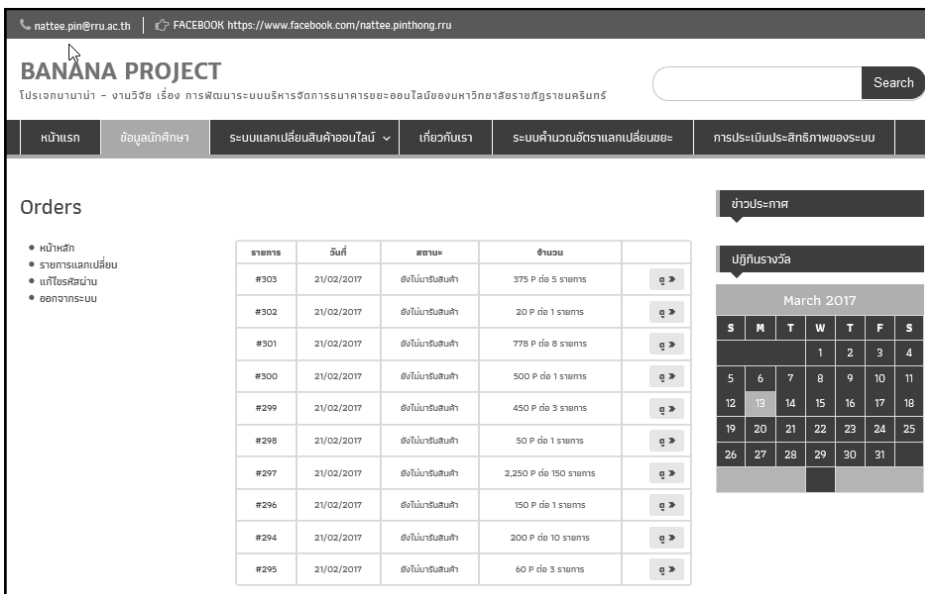 nattee.pin@rru.ac.th FACEBOOK https://www.facebook.com/nattee.pinthong.rru
BANANA PROJECT
โปรเจกบานาน่า - งานวิจัย เรื่อง การพัฒนาระบบบริหารจัดการธนาคารขยะออนไลน์ของมหาวิทยาลัยราชภัฏราชนครินทร์
Search
หน้าแรก ข้อมูลนักศึกษา ระบบแลกเปลี่ยนสินค้าออนไลน์ เกี่ยวกับเรา ระบบคำนวณอัตราแลกเปลี่ยนขยะ การประเมินประสิทธิภาพของระบบ
Orders
หน้าหลัก
รายการแลกเปลี่ยน
แก้ไขรหัสผ่าน
ออกจากระบบ
รายการ วันที่ สถานะ จำนวน
#303 21/02/2017 ยังไม่มารับสินค้า 375 P ต่อ 5 รายการ ดู
#302 21/02/2017 ยังไม่มารับสินค้า 20 P ต่อ 1 รายการ ดู
#301 21/02/2017 ยังไม่มารับสินค้า 778 P ต่อ 8 รายการ ดู
#300 21/02/2017 ยังไม่มารับสินค้า 500 P ต่อ 1 รายการ ดู
#299 21/02/2017 ยังไม่มารับสินค้า 450 P ต่อ 3 รายการ ดู
#298 21/02/2017 ยังไม่มารับสินค้า 50 P ต่อ 1 รายการ ดู
#297 21/02/2017 ยังไม่มารับสินค้า 2,250 P ต่อ 150 รายการ ดู
#296 21/02/2017 ยังไม่มารับสินค้า 150 P ต่อ 1 รายการ ดู
#294 21/02/2017 ยังไม่มารับสินค้า 200 P ต่อ 10 รายการ ดู
#295 21/02/2017 ยังไม่มารับสินค้า 60 P ต่อ 3 รายการ ดู
ข่าวประกาศ
ปฏิทินรางวัล
March 2017
S M T W T F S
1 2 3 4
5 6 7 8 9 10 11
12 13 14 15 16 17 18
19 20 21 22 23 24 25
26 27 28 29 30 31